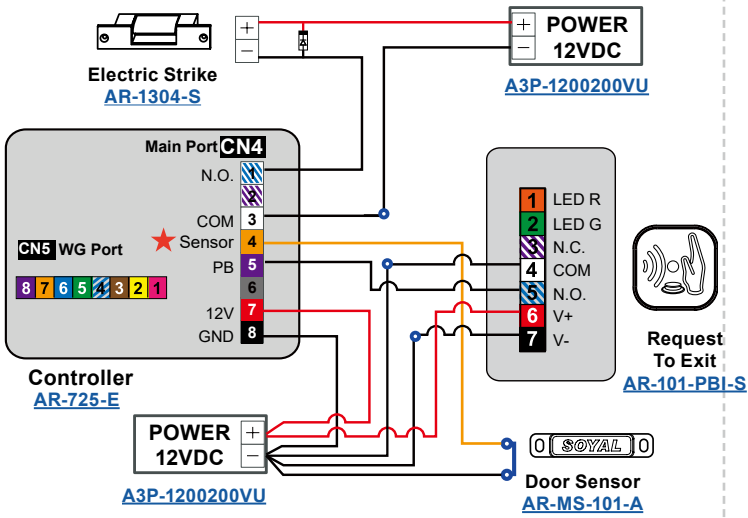 +
−
Electric Strike
AR-1304-S
+
−
POWER
12VDC
A3P-1200200VU
Main Port CN4
N.O. 1
2
COM 3
Sensor 4
PB 5
6
12V 7
GND 8
CN5 WG Port
8 7 6 5 4 3 2 1
Controller
AR-725-E
1 LED R
2 LED G
3 N.C.
4 COM
5 N.O.
6 V+
7 V-
Request
To Exit
AR-101-PBI-S
POWER +
12VDC −
A3P-1200200VU
SOYAL
Door Sensor
AR-MS-101-A